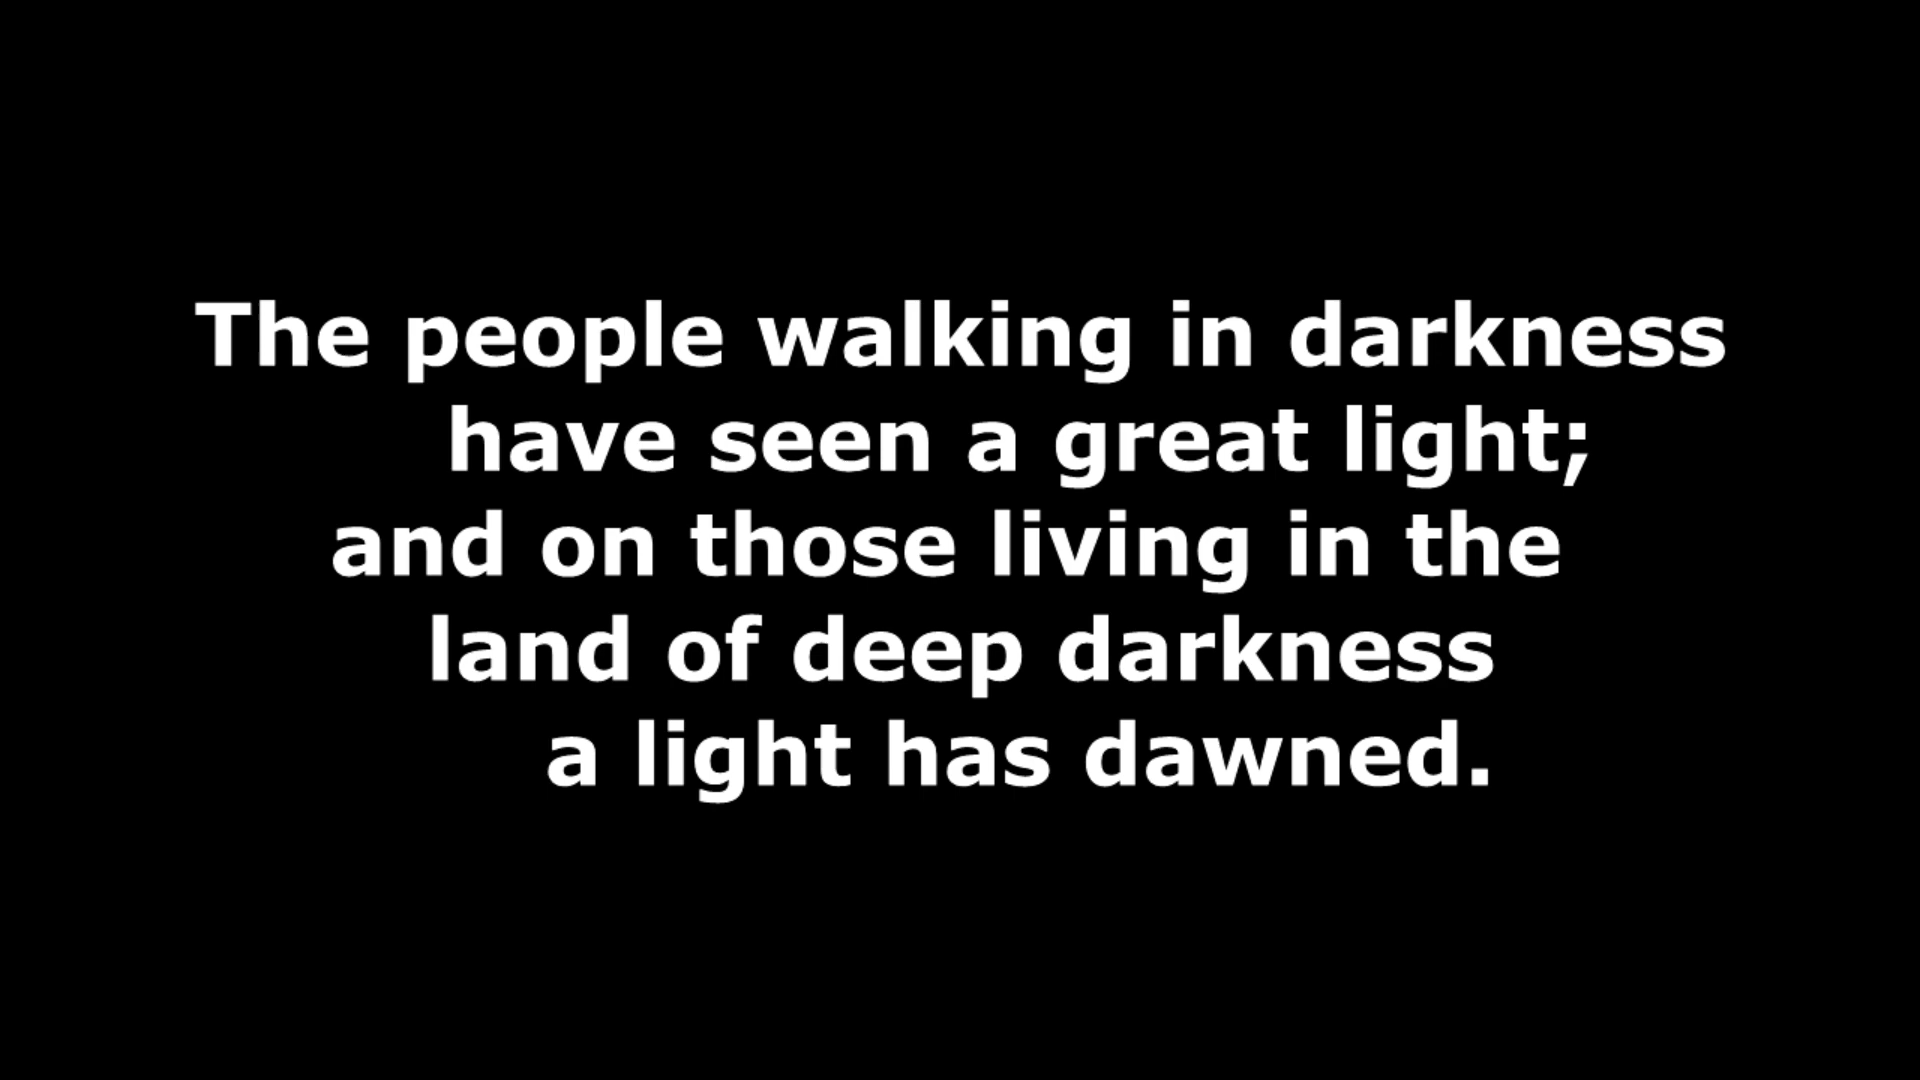 The people walking in darkness
have seen a great light;
and on those living in the
land of deep darkness
a light has dawned.